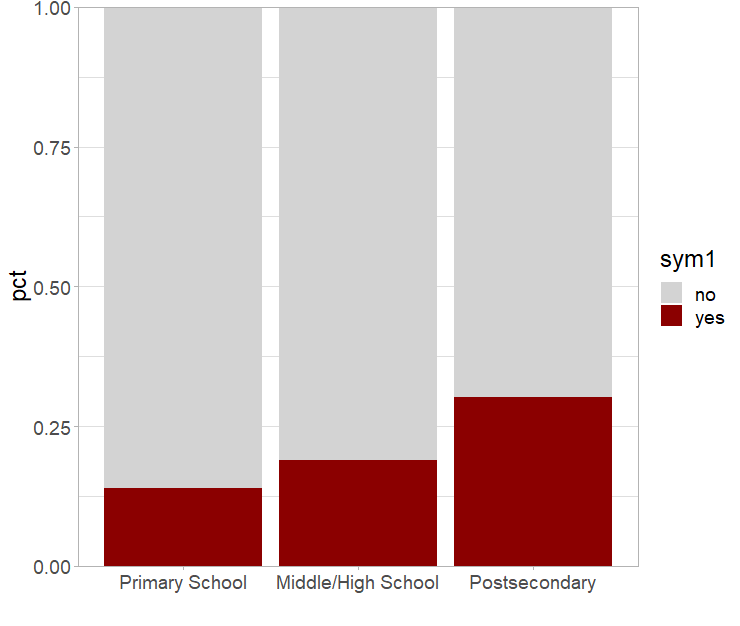 1.00
0.75
0.50
0.25
0.00
pct
Primary School
Middle/High School
Postsecondary
sym1
no
yes